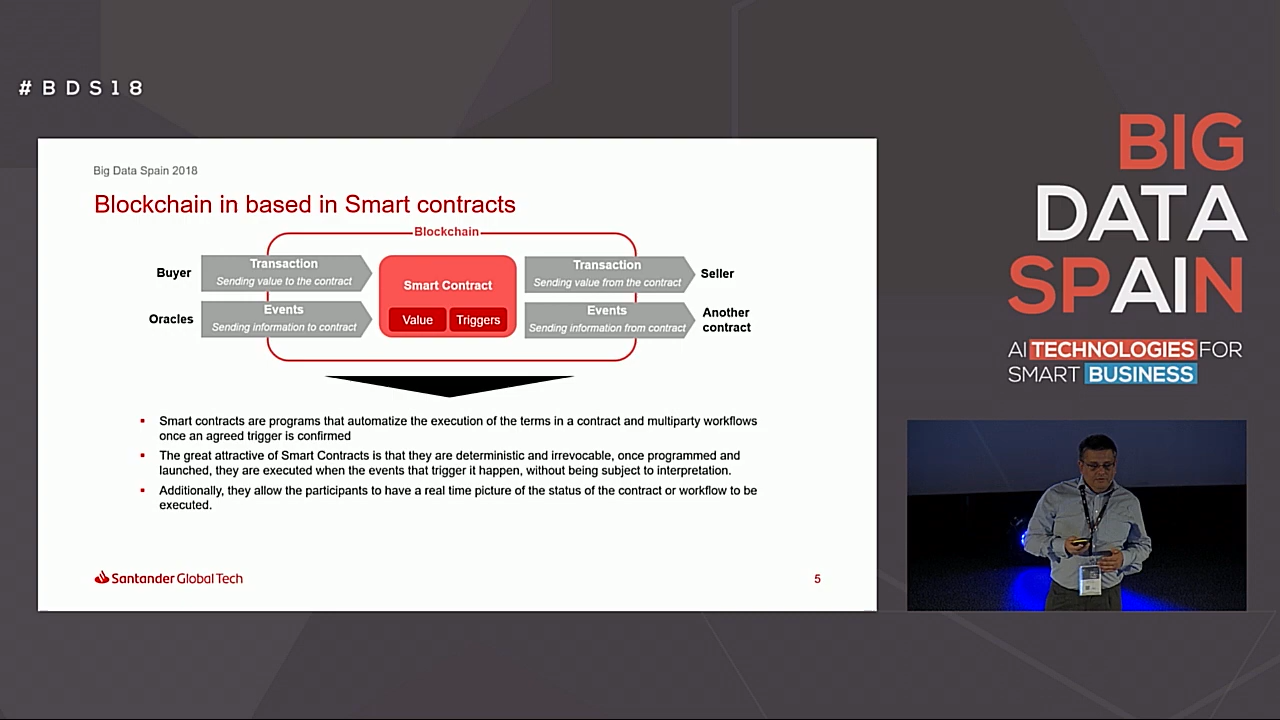 #BDS18
Big Data Spain 2018
Blockchain in based in Smart contracts
Blockchain
Buyer
Transaction
Sending value to the contract
Oracles
Events
Sending information to contract
Smart Contract
Value
Triggers
Transaction
Sending value from the contract
Seller
Events
Sending information from contract
Another
contract
Smart contracts are programs that automatize the execution of the terms in a contract and multiparty workflows
once an agreed trigger is confirmed
The great attractive of Smart Contracts is that they are deterministic and irrevocable, once programmed and
launched, they are executed when the events that trigger it happen, without being subject to interpretation.
Additionally, they allow the participants to have a real time picture of the status of the contract or workflow to be
executed.
Santander Global Tech
5
BIG
DATA
SPAIN
AI TECHNOLOGIES FOR
SMART BUSINESS